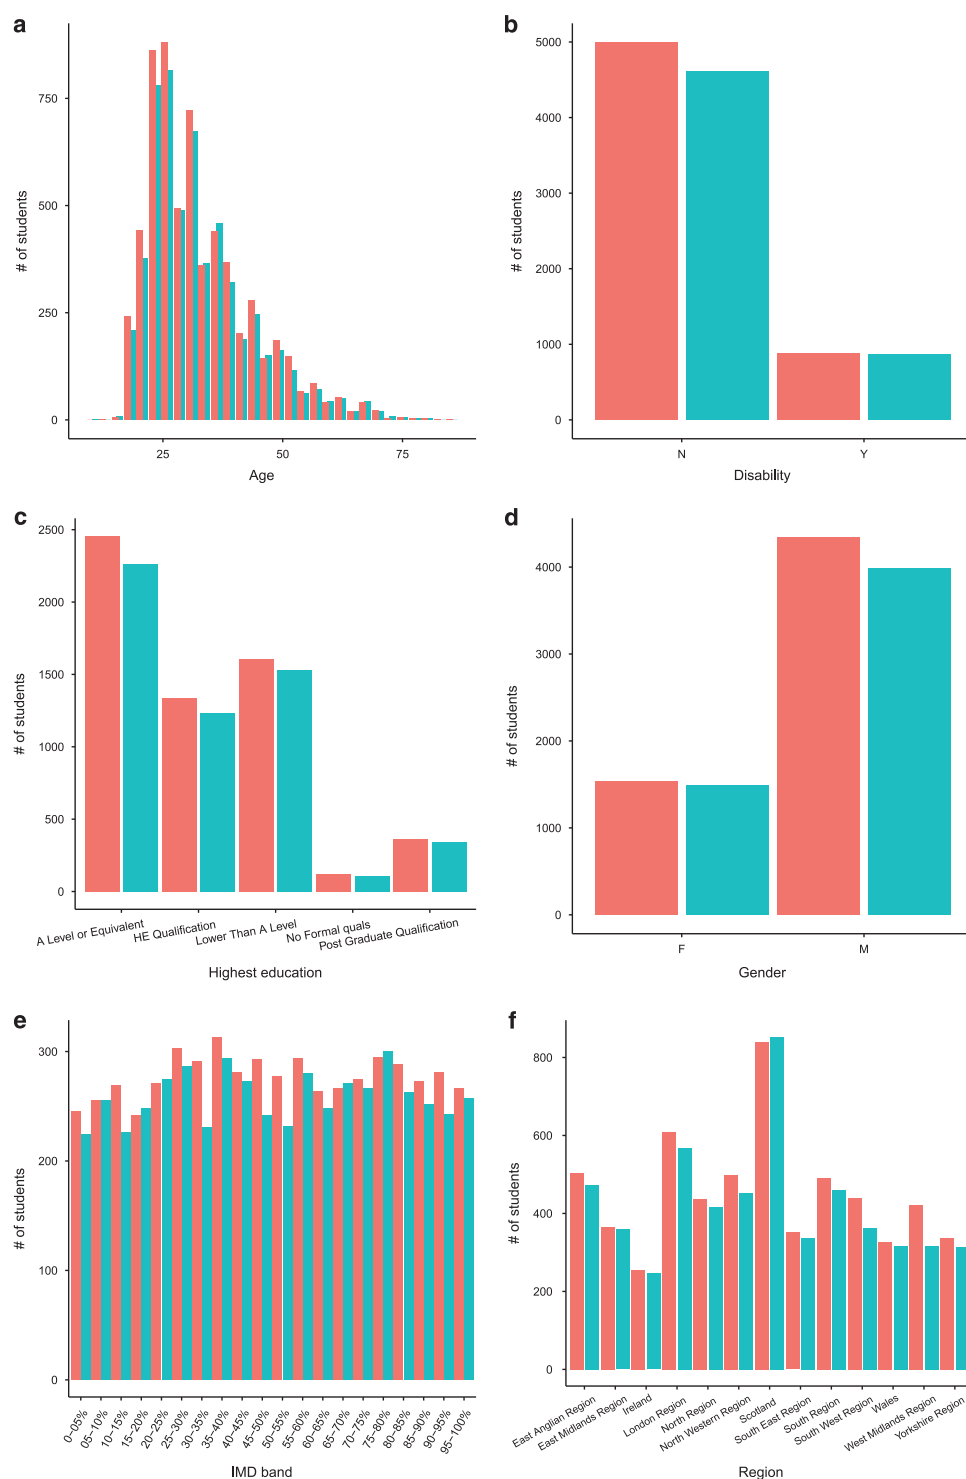 a
# of students
750
500
250
0
25
50
75
Age
b
# of students
5000
4000
3000
2000
1000
0
N
Y
Disability
c
# of students
2500
2000
1500
1000
500
0
A Level or Equivalent
HE Qualification
Lower Than A Level
No Formal quals
Post Graduate Qualification
Highest education
d
# of students
4000
3000
2000
1000
0
F
M
Gender
e
# of students
300
200
100
0
0–05%
05–10%
10–15%
15–20%
20–25%
25–30%
30–35%
35–40%
40–45%
45–50%
50–55%
55–60%
60–65%
65–70%
70–75%
75–80%
80–85%
85–90%
90–95%
95–100%
IMD band
f
# of students
800
600
400
200
0
East Anglian Region
East Midlands Region
Ireland
London Region
North Region
North Western Region
Scotland
South East Region
South Region
South West Region
Wales
West Midlands Region
Yorkshire Region
Region